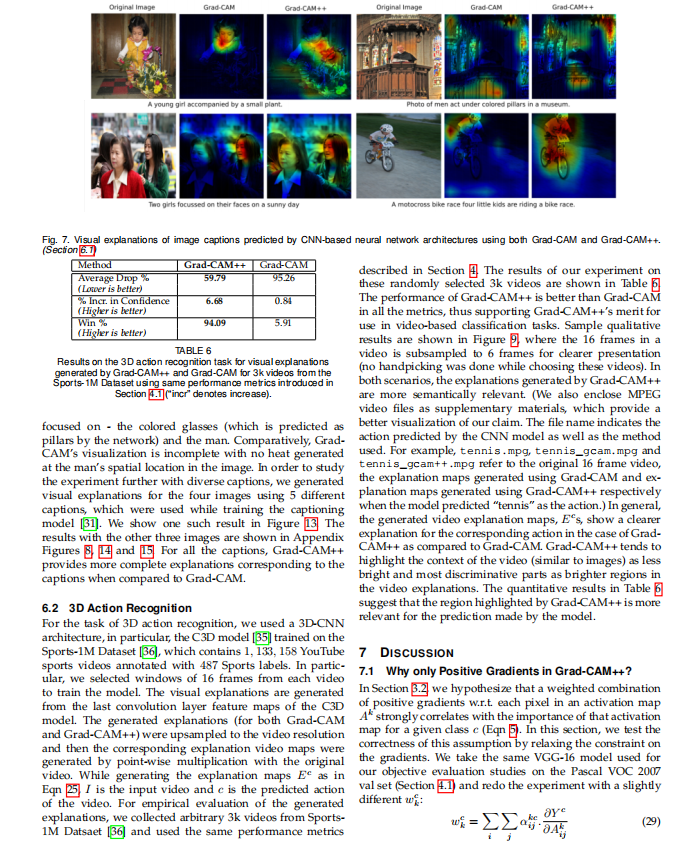 Original Image Grad-CAM Grad-CAM++ Original Image Grad-CAM Grad-CAM++
A young girl accompanied by a small plant. Photo of men act under colored pillars in a museum.
Two girls focussed on their faces on a sunny day A motocross bike race four little kids are riding a bike race.
Fig. 7. Visual explanations of image captions predicted by CNN-based neural network architectures using both Grad-CAM and Grad-CAM++.
(Section 6.1)
Method Grad-CAM++ Grad-CAM
Average Drop % 59.79 95.26
(Lower is better)
% Incr. in Confidence 6.68 0.84
(Higher is better)
Win % 94.09 5.91
(Higher is better)
TABLE 6
Results on the 3D action recognition task for visual explanations
generated by Grad-CAM++ and Grad-CAM for 3k videos from the
Sports-1M Dataset using same performance metrics introduced in
Section 4.1 ("incr" denotes increase).
focused on - the colored glasses (which is predicted as
pillars by the network) and the man. Comparatively, Grad-
CAM's visualization is incomplete with no heat generated
at the man's spatial location in the image. In order to study
the experiment further with diverse captions, we generated
visual explanations for the four images using 5 different
captions, which were used while training the captioning
model [31]. We show one such result in Figure 13. The
results with the other three images are shown in Appendix
Figures 8, 14 and 15. For all the captions, Grad-CAM++
provides more complete explanations corresponding to the
captions when compared to Grad-CAM.
6.2 3D Action Recognition
For the task of 3D action recognition, we used a 3D-CNN
architecture, in particular, the C3D model [35] trained on the
Sports-1M Dataset [36], which contains 1, 133, 158 YouTube
sports videos annotated with 487 Sports labels. In partic-
ular, we selected windows of 16 frames from each video
to train the model. The visual explanations are generated
from the last convolution layer feature maps of the C3D
model. The generated explanations (for both Grad-CAM
and Grad-CAM++) were upsampled to the video resolution
and then the corresponding explanation video maps were
generated by point-wise multiplication with the original
video. While generating the explanation maps Eᶜ as in
Eqn 25, I is the input video and c is the predicted action
of the video. For empirical evaluation of the generated
explanations, we collected arbitrary 3k videos from Sports-
1M Datsaet [36] and used the same performance metrics
described in Section 4. The results of our experiment on
these randomly selected 3k videos are shown in Table 6.
The performance of Grad-CAM++ is better than Grad-CAM
in all the metrics, thus supporting Grad-CAM++'s merit for
use in video-based classification tasks. Sample qualitative
results are shown in Figure 9, where the 16 frames in a
video is subsampled to 6 frames for clearer presentation
(no handpicking was done while choosing these videos). In
both scenarios, the explanations generated by Grad-CAM++
are more semantically relevant. (We also enclose MPEG
video files as supplementary materials, which provide a
better visualization of our claim. The file name indicates the
action predicted by the CNN model as well as the method
used. For example, tennis.mpg, tennis_gcam.mpg and
tennis_gcam++.mpg refer to the original 16 frame video,
the explanation maps generated using Grad-CAM and ex-
planation maps generated using Grad-CAM++ respectively
when the model predicted "tennis" as the action.) In general,
the generated video explanation maps, Eᶜs, show a clearer
explanation for the corresponding action in the case of Grad-
CAM++ as compared to Grad-CAM. Grad-CAM++ tends to
highlight the context of the video (similar to images) as less
bright and most discriminative parts as brighter regions in
the video explanations. The quantitative results in Table 6
suggest that the region highlighted by Grad-CAM++ is more
relevant for the prediction made by the model.
7 DISCUSSION
7.1 Why only Positive Gradients in Grad-CAM++?
In Section 3.2, we hypothesize that a weighted combination
of positive gradients w.r.t. each pixel in an activation map
Aᵏ strongly correlates with the importance of that activation
map for a given class c (Eqn 5). In this section, we test the
correctness of this assumption by relaxing the constraint on
the gradients. We take the same VGG-16 model used for
our objective evaluation studies on the Pascal VOC 2007
val set (Section 4.1) and redo the experiment with a slightly
different w_k^c:
w_k^c = ∑_i ∑_j α_{ij}^{kc} . ∂Y^c / ∂A_{ij}^k (29)